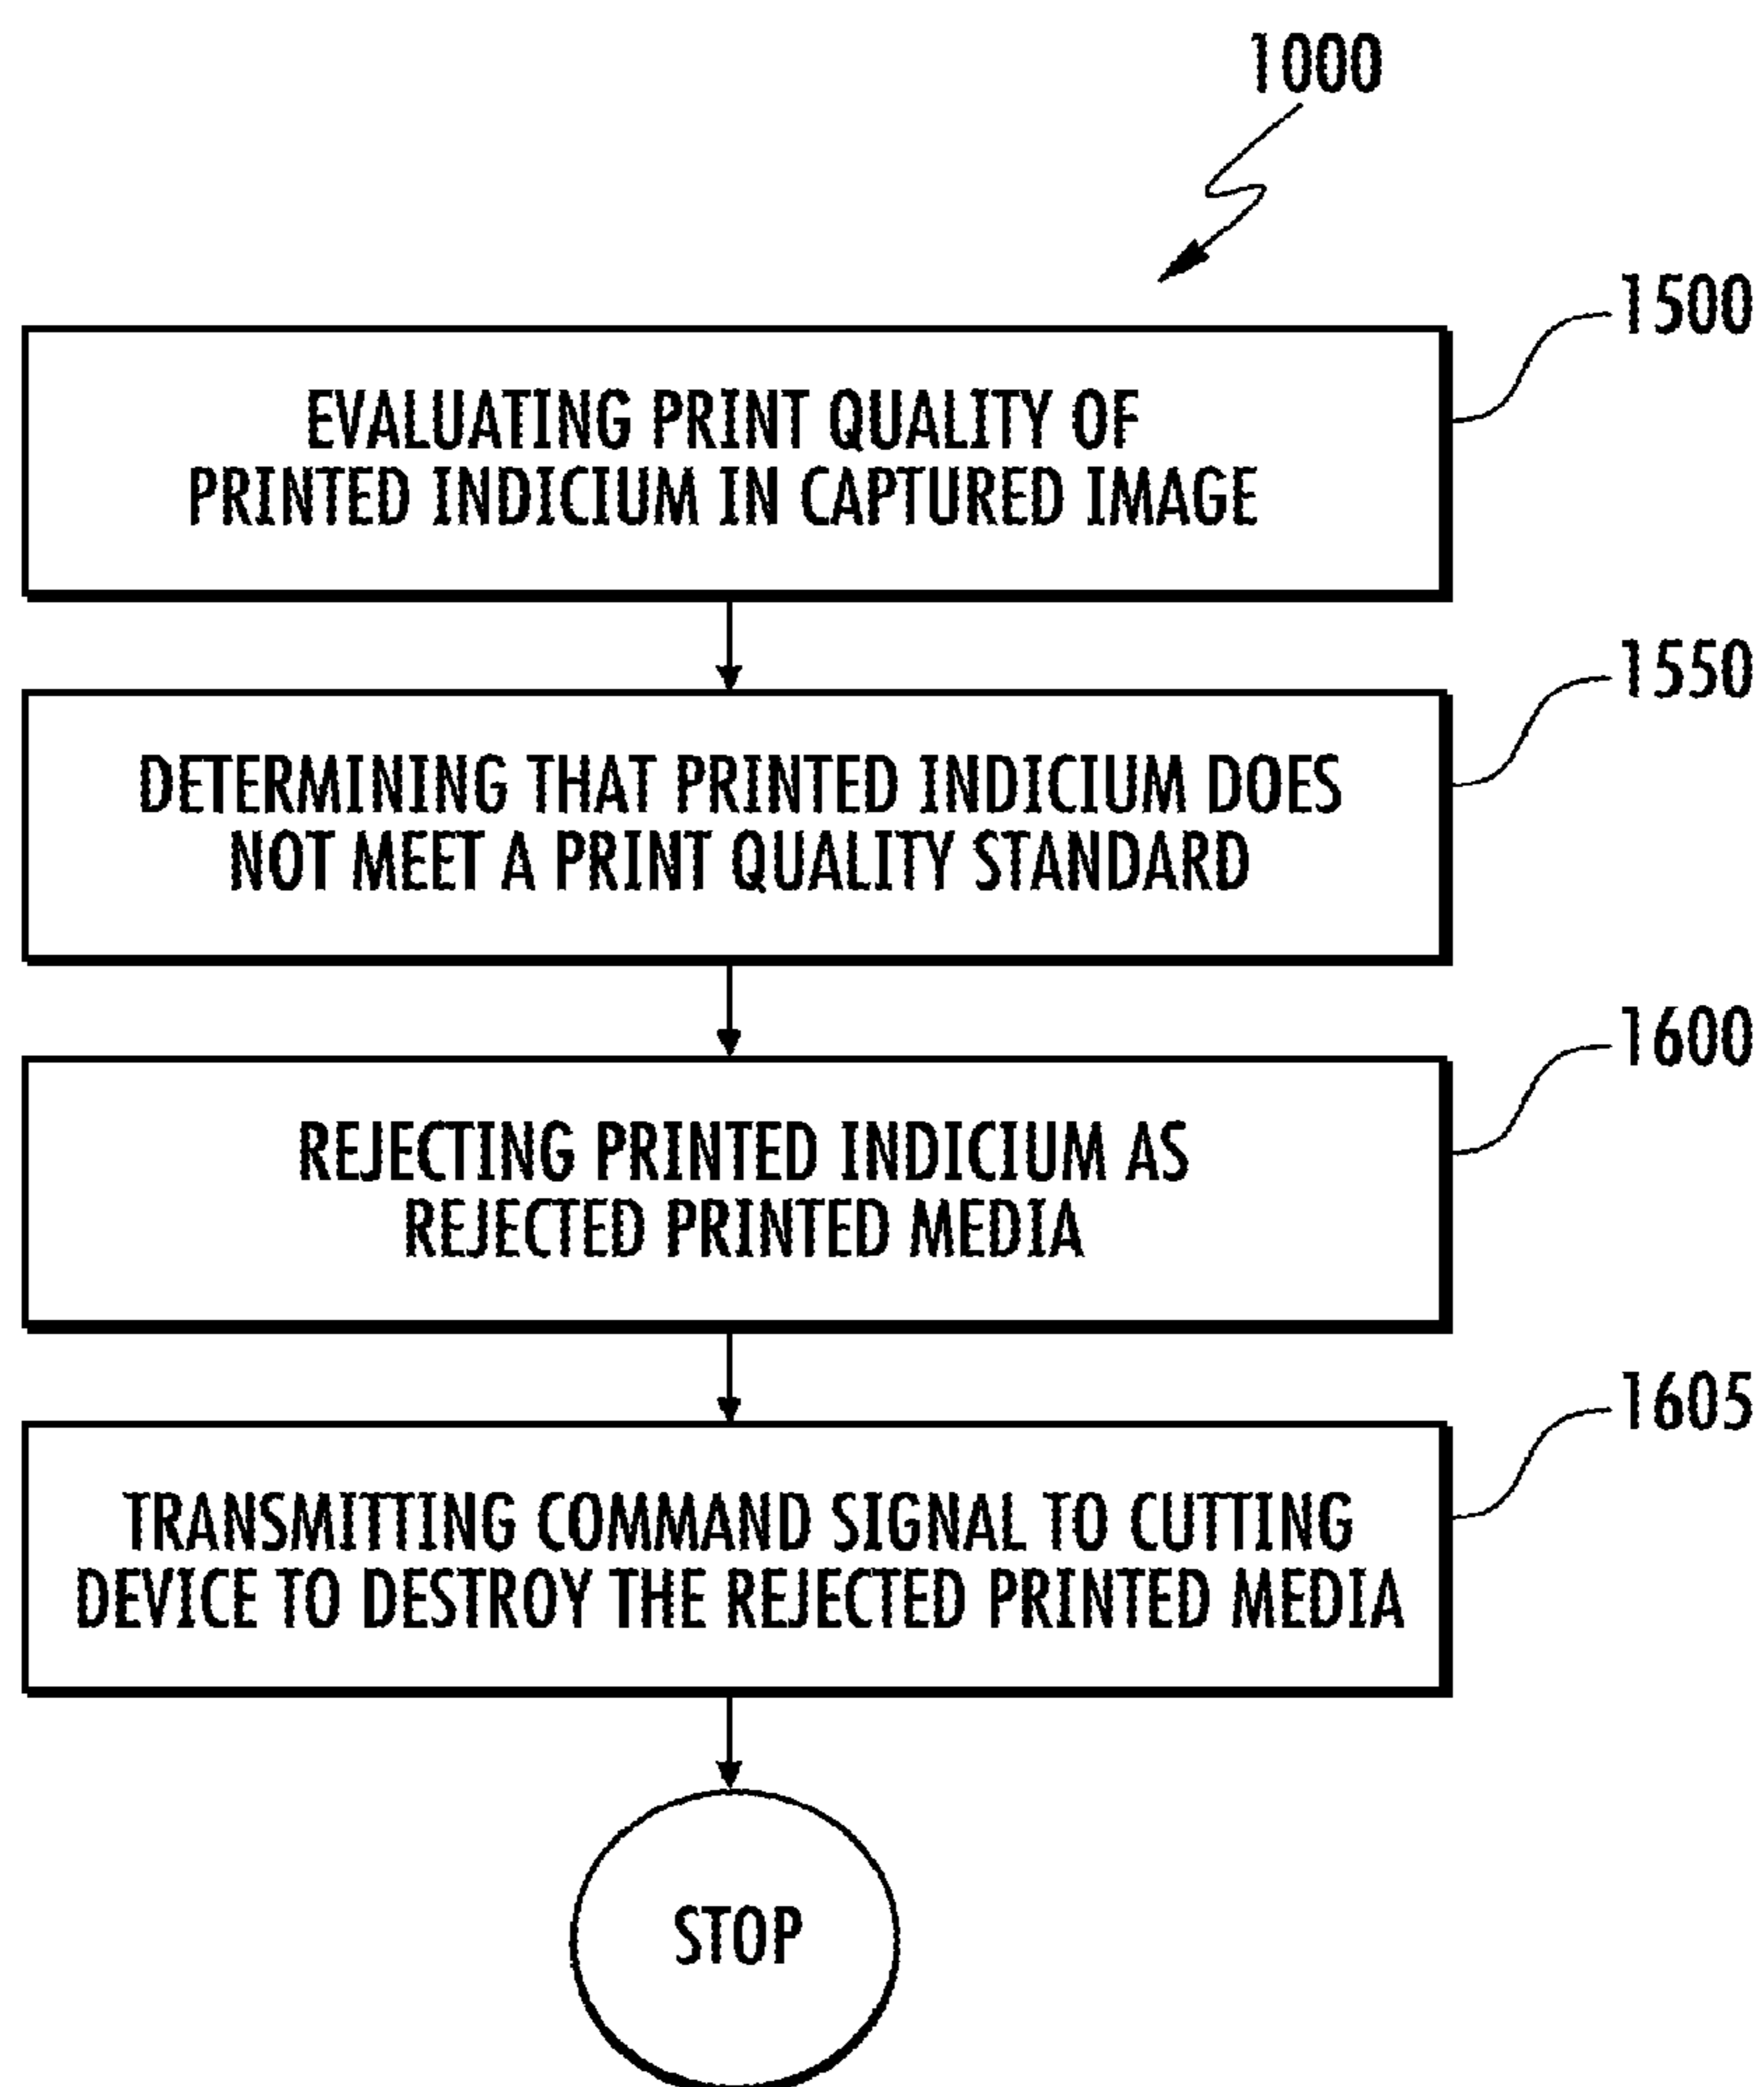 1000
1500
EVALUATING PRINT QUALITY OF
PRINTED INDICIUM IN CAPTURED IMAGE
1550
DETERMINING THAT PRINTED INDICIUM DOES
NOT MEET A PRINT QUALITY STANDARD
1600
REJECTING PRINTED INDICIUM AS
REJECTED PRINTED MEDIA
1605
TRANSMITTING COMMAND SIGNAL TO CUTTING
DEVICE TO DESTROY THE REJECTED PRINTED MEDIA
STOP